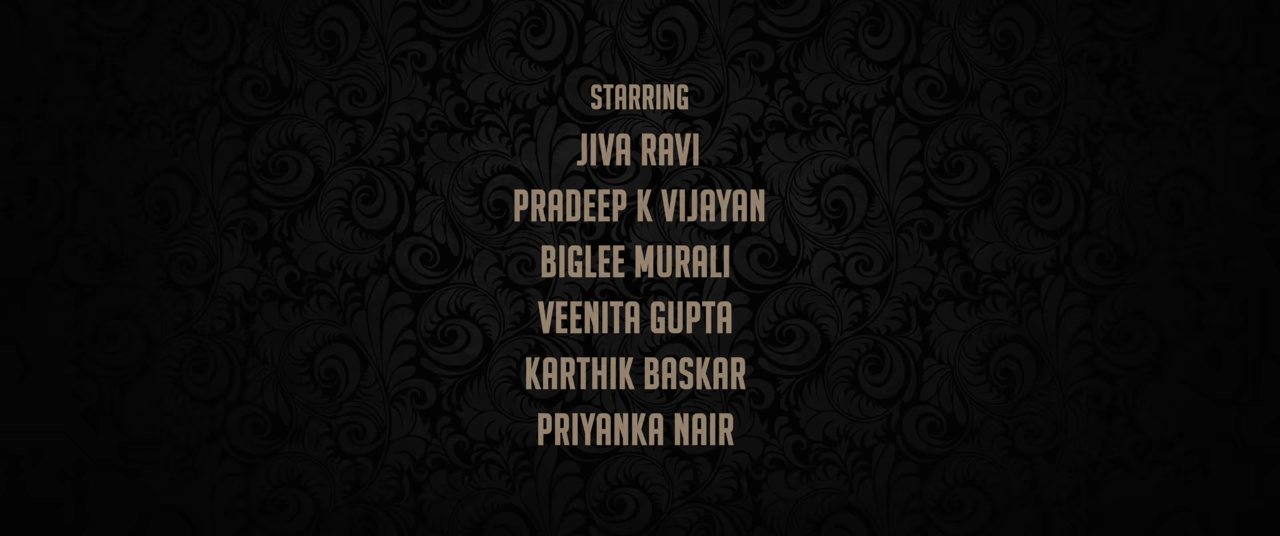 STARRING
JIVA RAVI
PRADEEP K VIJAYAN
BIGLEE MURALI
VEENITA GUPTA
KARTHIK BASKAR
PRIYANKA NAIR